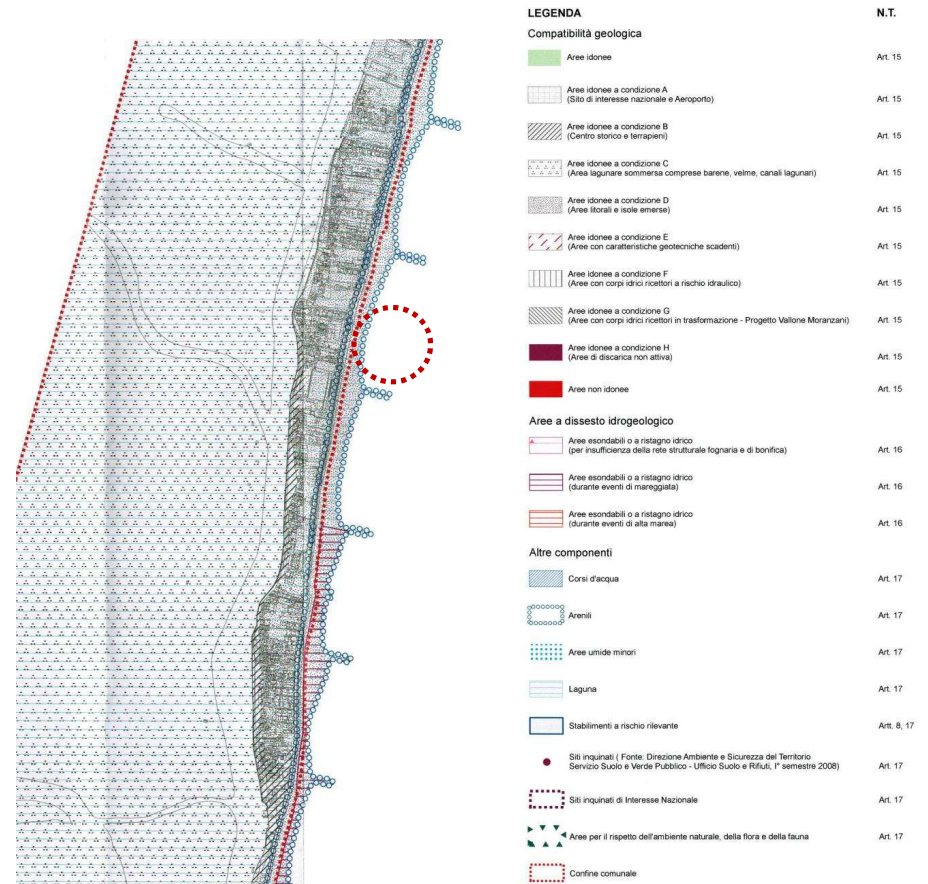 LEGENDA N.T.
Compatibilità geologica
Aree idonee Art. 15
Aree idonee a condizione A
(Sito di interesse nazionale e Aeroporto) Art. 15
Aree idonee a condizione B
(Centro storico e terrapieni) Art. 15
Aree idonee a condizione C
(Area lagunare sommersa comprese barene, velme, canali lagunari) Art. 15
Aree idonee a condizione D
(Aree litorali e isole emerse) Art. 15
Aree idonee a condizione E
(Aree con caratteristiche geotecniche scadenti) Art. 15
Aree idonee a condizione F
(Aree con corpi idrici ricettori a rischio idraulico) Art. 15
Aree idonee a condizione G
(Aree con corpi idrici ricettori in trasformazione - Progetto Vallone Moranzani) Art. 15
Aree idonee a condizione H
(Aree di discarica non attiva) Art. 15
Aree non idonee Art. 15
Aree a dissesto idrogeologico
Aree esondabili o a ristagno idrico
(per insufficienza della rete strutturale fognaria e di bonifica) Art. 16
Aree esondabili o a ristagno idrico
(durante eventi di mareggiata) Art. 16
Aree esondabili o a ristagno idrico
(durante eventi di alta marea) Art. 16
Altre componenti
Corsi d'acqua Art. 17
Arenili Art. 17
Aree umide minori Art. 17
Laguna Art. 17
Stabilimenti a rischio rilevante Artt. 8, 17
Siti inquinati ( Fonte: Direzione Ambiente e Sicurezza del Territorio
Servizio Suolo e Verde Pubblico - Ufficio Suolo e Rifiuti, I° semestre 2008) Art. 17
Siti inquinati di Interesse Nazionale Art. 17
Aree per il rispetto dell'ambiente naturale, della flora e della fauna Art. 17
Confine comunale